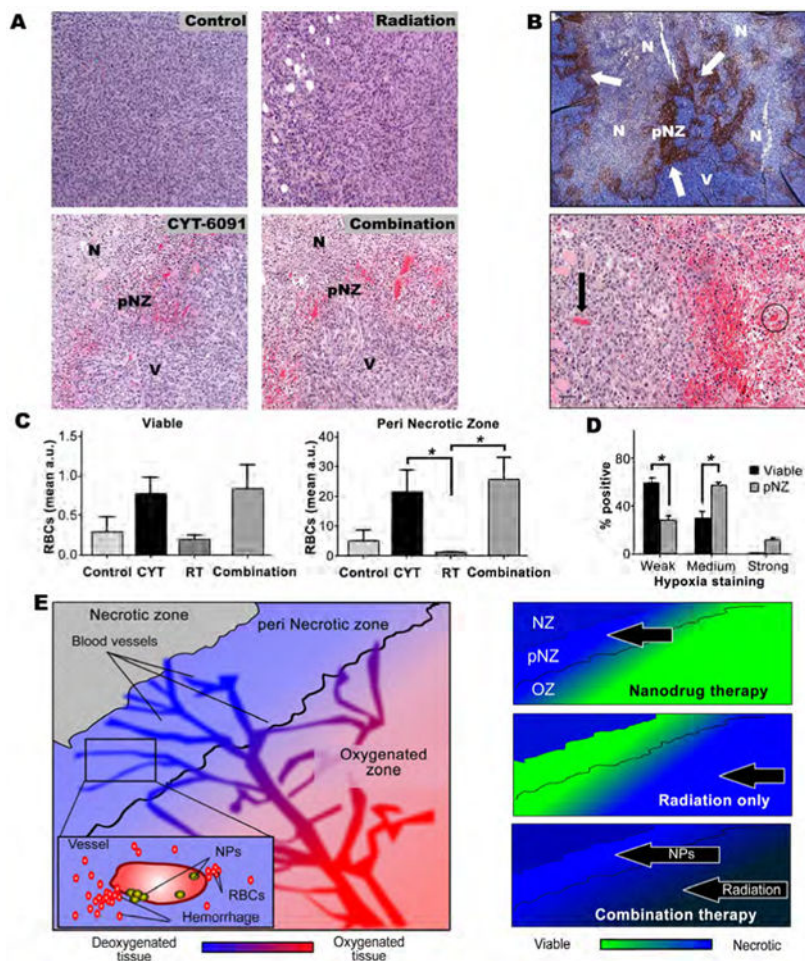 A
Control
Radiation
CYT-6091
N
pNZ
V
Combination
N
pNZ
V
B
N
N
N
pNZ
N
V
C
Viable
RBCs (mean a.u.)
1.5
1.0
0.5
0.0
Control CYT RT Combination
Peri Necrotic Zone
RBCs (mean a.u.)
40
30
20
10
0
* *
Control CYT RT Combination
D
% positive
80
40
0
* *
Viable
pNZ
Weak Medium Strong
Hypoxia staining
E
Necrotic zone
peri Necrotic zone
Blood vessels
Oxygenated
zone
Vessel
NPs
RBCs
Hemorrhage
Deoxygenated
tissue
Oxygenated
tissue
NZ
pNZ
OZ
Nanodrug therapy
Radiation only
NPs
Radiation
Combination therapy
Viable
Necrotic